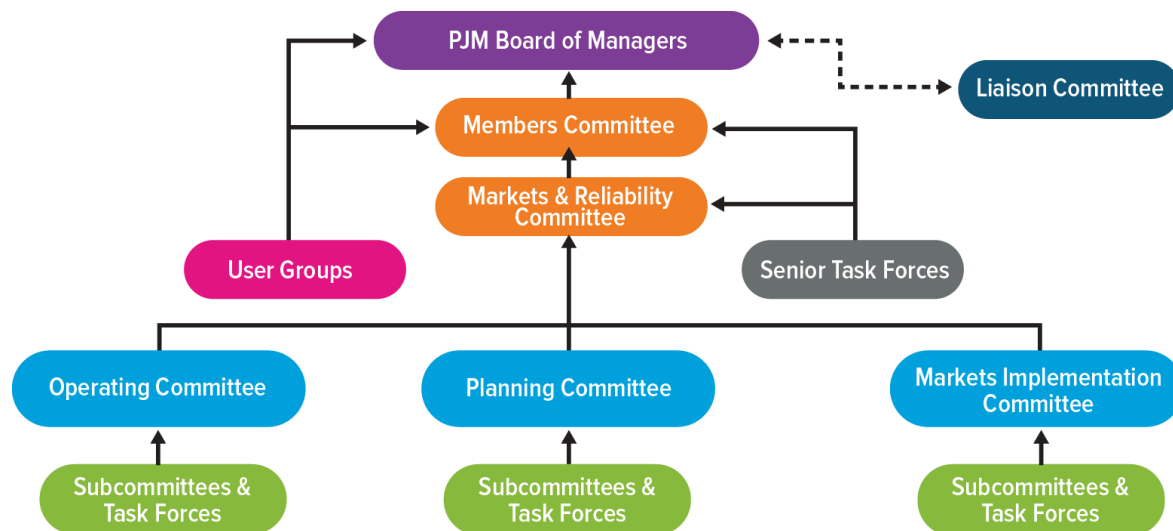 PJM Board of Managers
Liaison Committee
Members Committee
Markets & Reliability
Committee
User Groups
Senior Task Forces
Operating Committee
Planning Committee
Markets Implementation
Committee
Subcommittees &
Task Forces
Subcommittees &
Task Forces
Subcommittees &
Task Forces